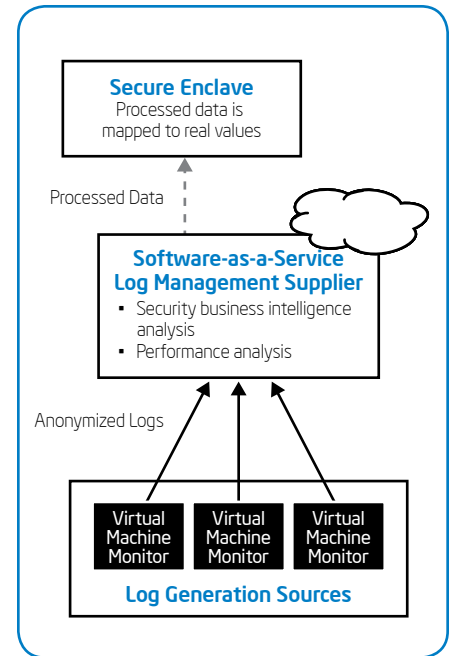 Secure Enclave
Processed data is
mapped to real values
Processed Data
Software-as-a-Service
Log Management Supplier
▪ Security business intelligence
analysis
▪ Performance analysis
Anonymized Logs
Virtual
Machine
Monitor
Virtual
Machine
Monitor
Virtual
Machine
Monitor
Log Generation Sources